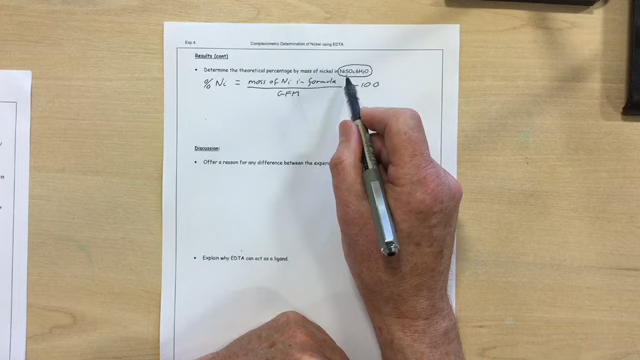 Exp 4 Complexometric Determination of Nickel using EDTA
Results (cont)
• Determine the theoretical percentage by mass of nickel in NiSO₄.6H₂O
% Ni = mass of Ni in formula
GFM
100
Discussion:
• Offer a reason for any difference between the
• Explain why EDTA can act as a ligand.